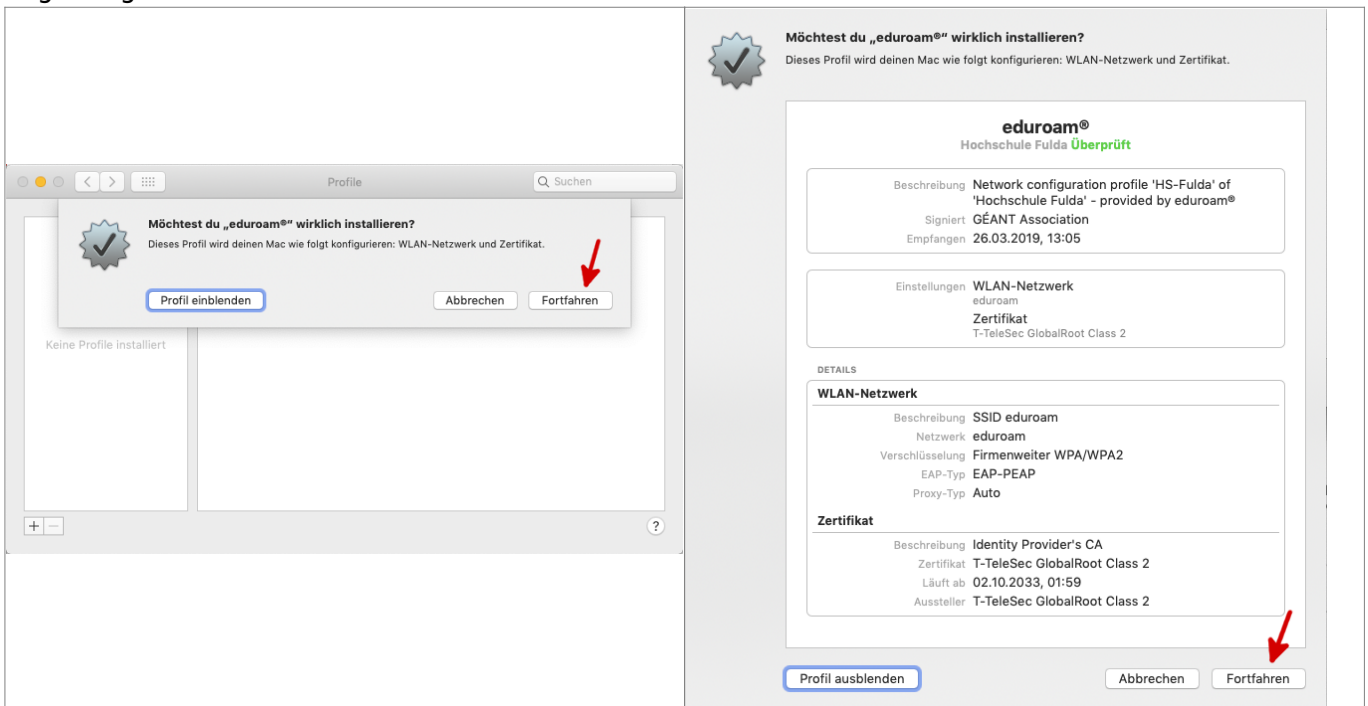 Profile
Suchen
Möchtest du „eduroam®“ wirklich installieren?
Dieses Profil wird deinen Mac wie folgt konfigurieren: WLAN-Netzwerk und Zertifikat.
Profil einblenden
Abbrechen
Fortfahren
Keine Profile installiert
+ −
?
Möchtest du „eduroam®“ wirklich installieren?
Dieses Profil wird deinen Mac wie folgt konfigurieren: WLAN-Netzwerk und Zertifikat.
eduroam®
Hochschule Fulda Überprüft
Beschreibung Network configuration profile 'HS-Fulda' of
'Hochschule Fulda' - provided by eduroam®
Signiert GÉANT Association
Empfangen 26.03.2019, 13:05
Einstellungen WLAN-Netzwerk
eduroam
Zertifikat
T-TeleSec GlobalRoot Class 2
DETAILS
WLAN-Netzwerk
Beschreibung SSID eduroam
Netzwerk eduroam
Verschlüsselung Firmenweiter WPA/WPA2
EAP-Typ EAP-PEAP
Proxy-Typ Auto
Zertifikat
Beschreibung Identity Provider's CA
Zertifikat T-TeleSec GlobalRoot Class 2
Läuft ab 02.10.2033, 01:59
Aussteller T-TeleSec GlobalRoot Class 2
Profil ausblenden
Abbrechen
Fortfahren